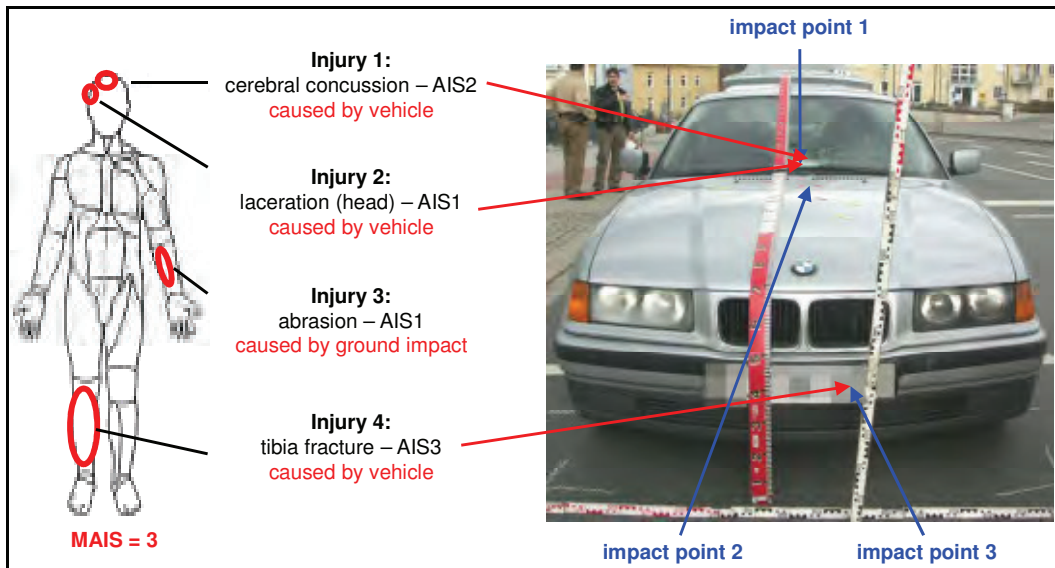 impact point 1
Injury 1:
cerebral concussion – AIS2
caused by vehicle
Injury 2:
laceration (head) – AIS1
caused by vehicle
Injury 3:
abrasion – AIS1
caused by ground impact
Injury 4:
tibia fracture – AIS3
caused by vehicle
MAIS = 3
impact point 2
impact point 3